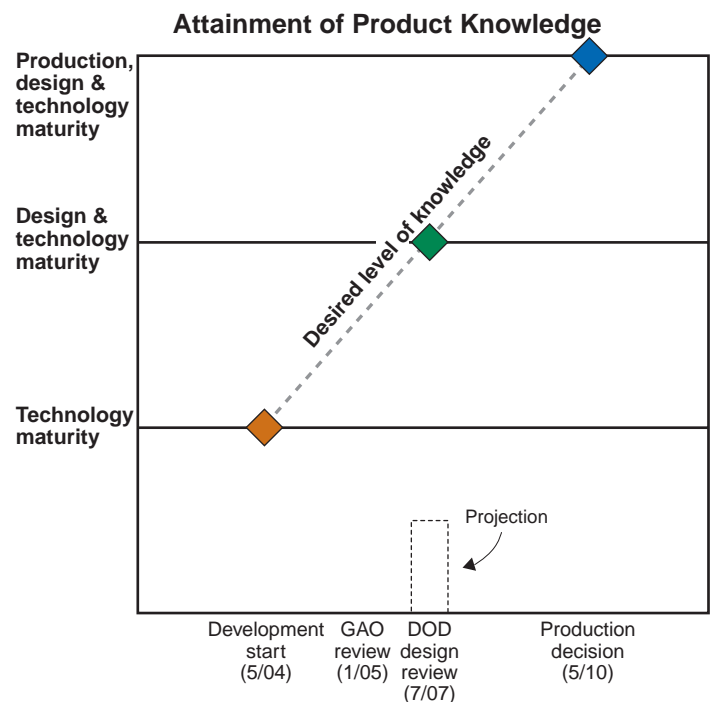 Attainment of Product Knowledge
Production,
design &
technology
maturity
Design &
technology
maturity
Desired level of knowledge
Technology
maturity
Projection
Development
start
(5/04)
GAO
review
(1/05)
DOD
design
review
(7/07)
Production
decision
(5/10)